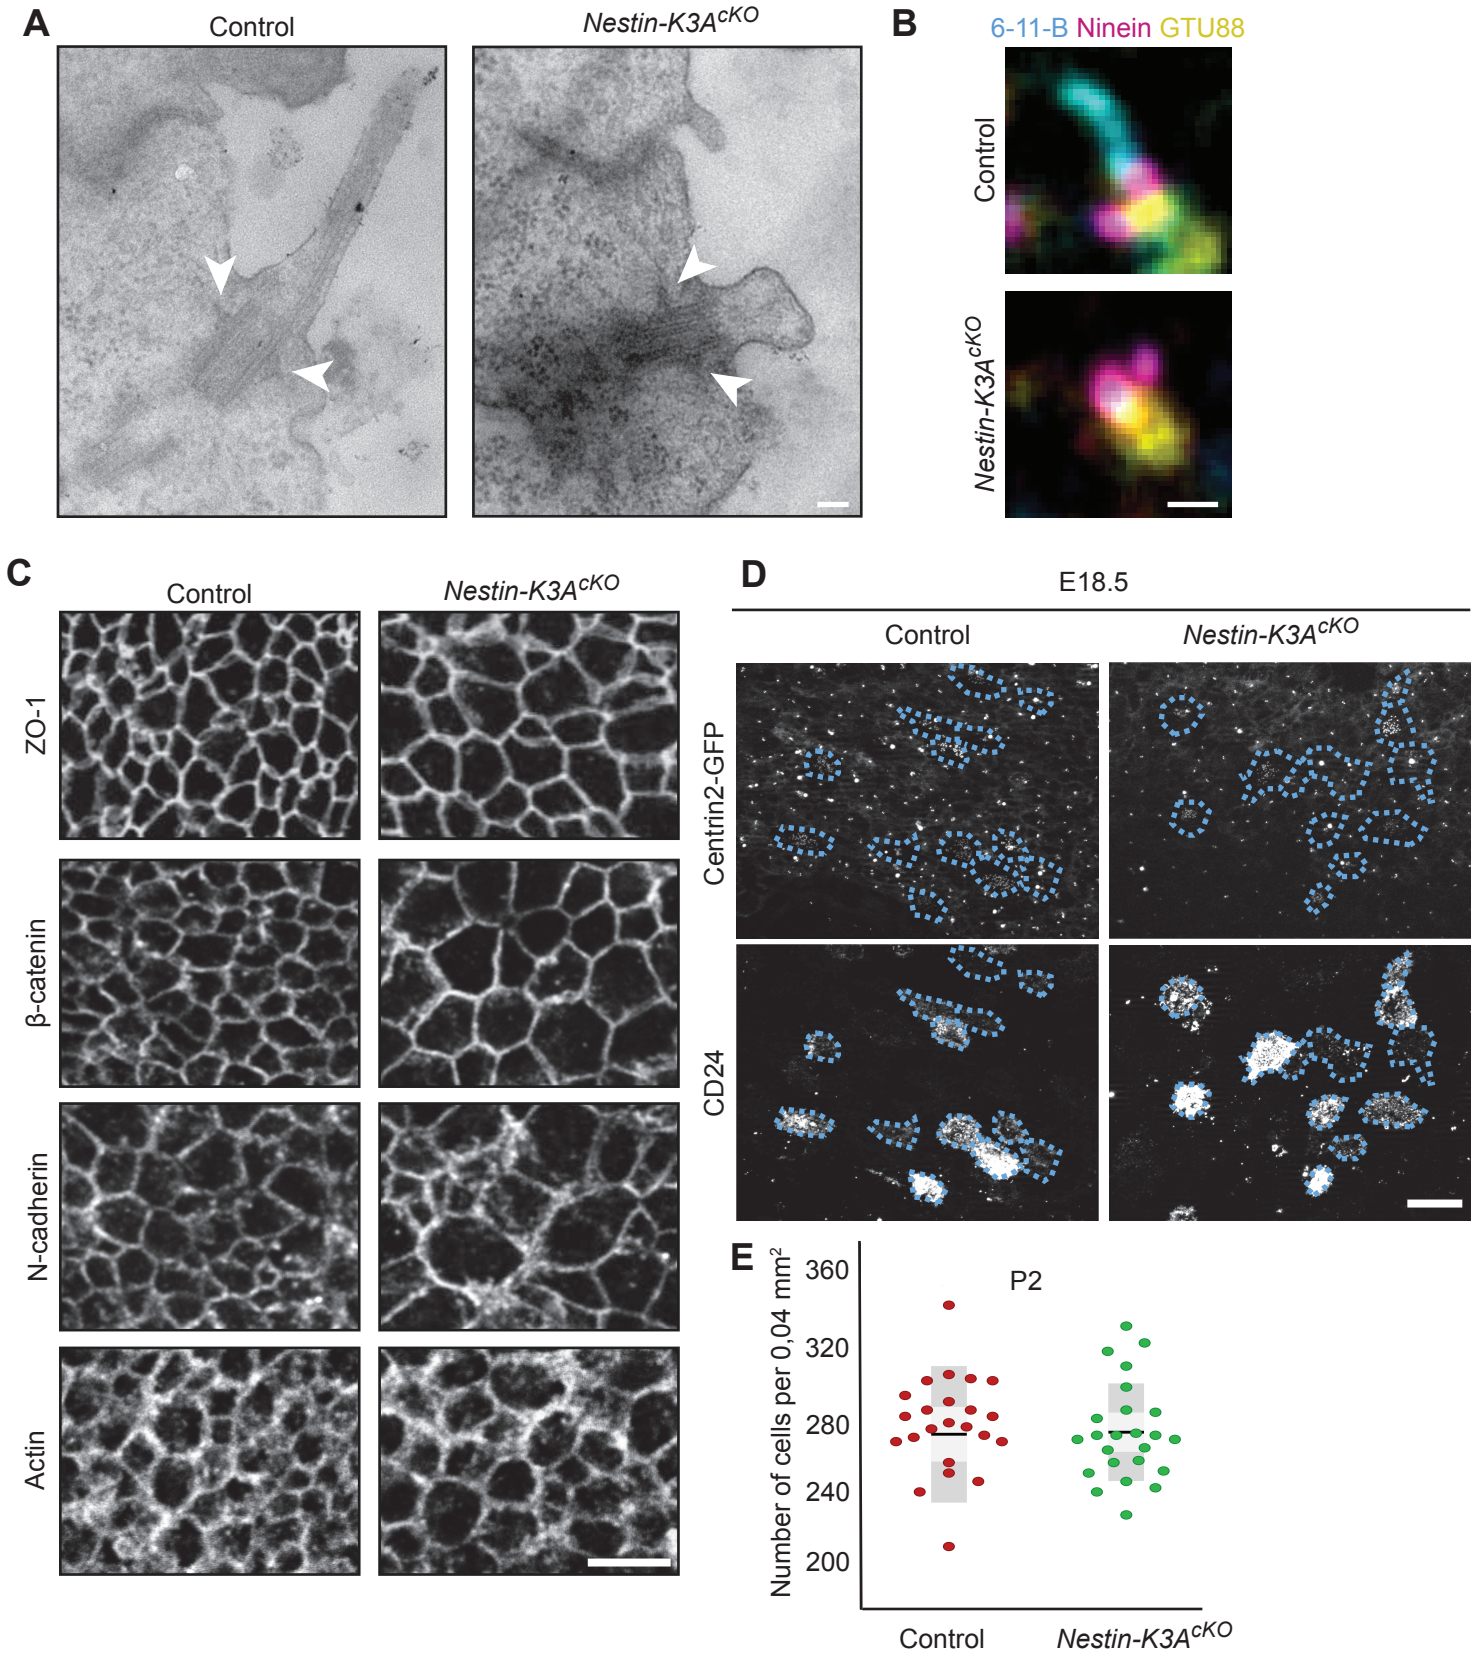 A
Control
Nestin-K3AcKO
B
6-11-B Ninein GTU88
Control
Nestin-K3AcKO
C
Control
Nestin-K3AcKO
ZO-1
β-catenin
N-cadherin
Actin
D
E18.5
Control
Nestin-K3AcKO
Centrin2-GFP
CD24
E
Number of cells per 0,04 mm2
P2
360
320
280
240
200
Control
Nestin-K3AcKO